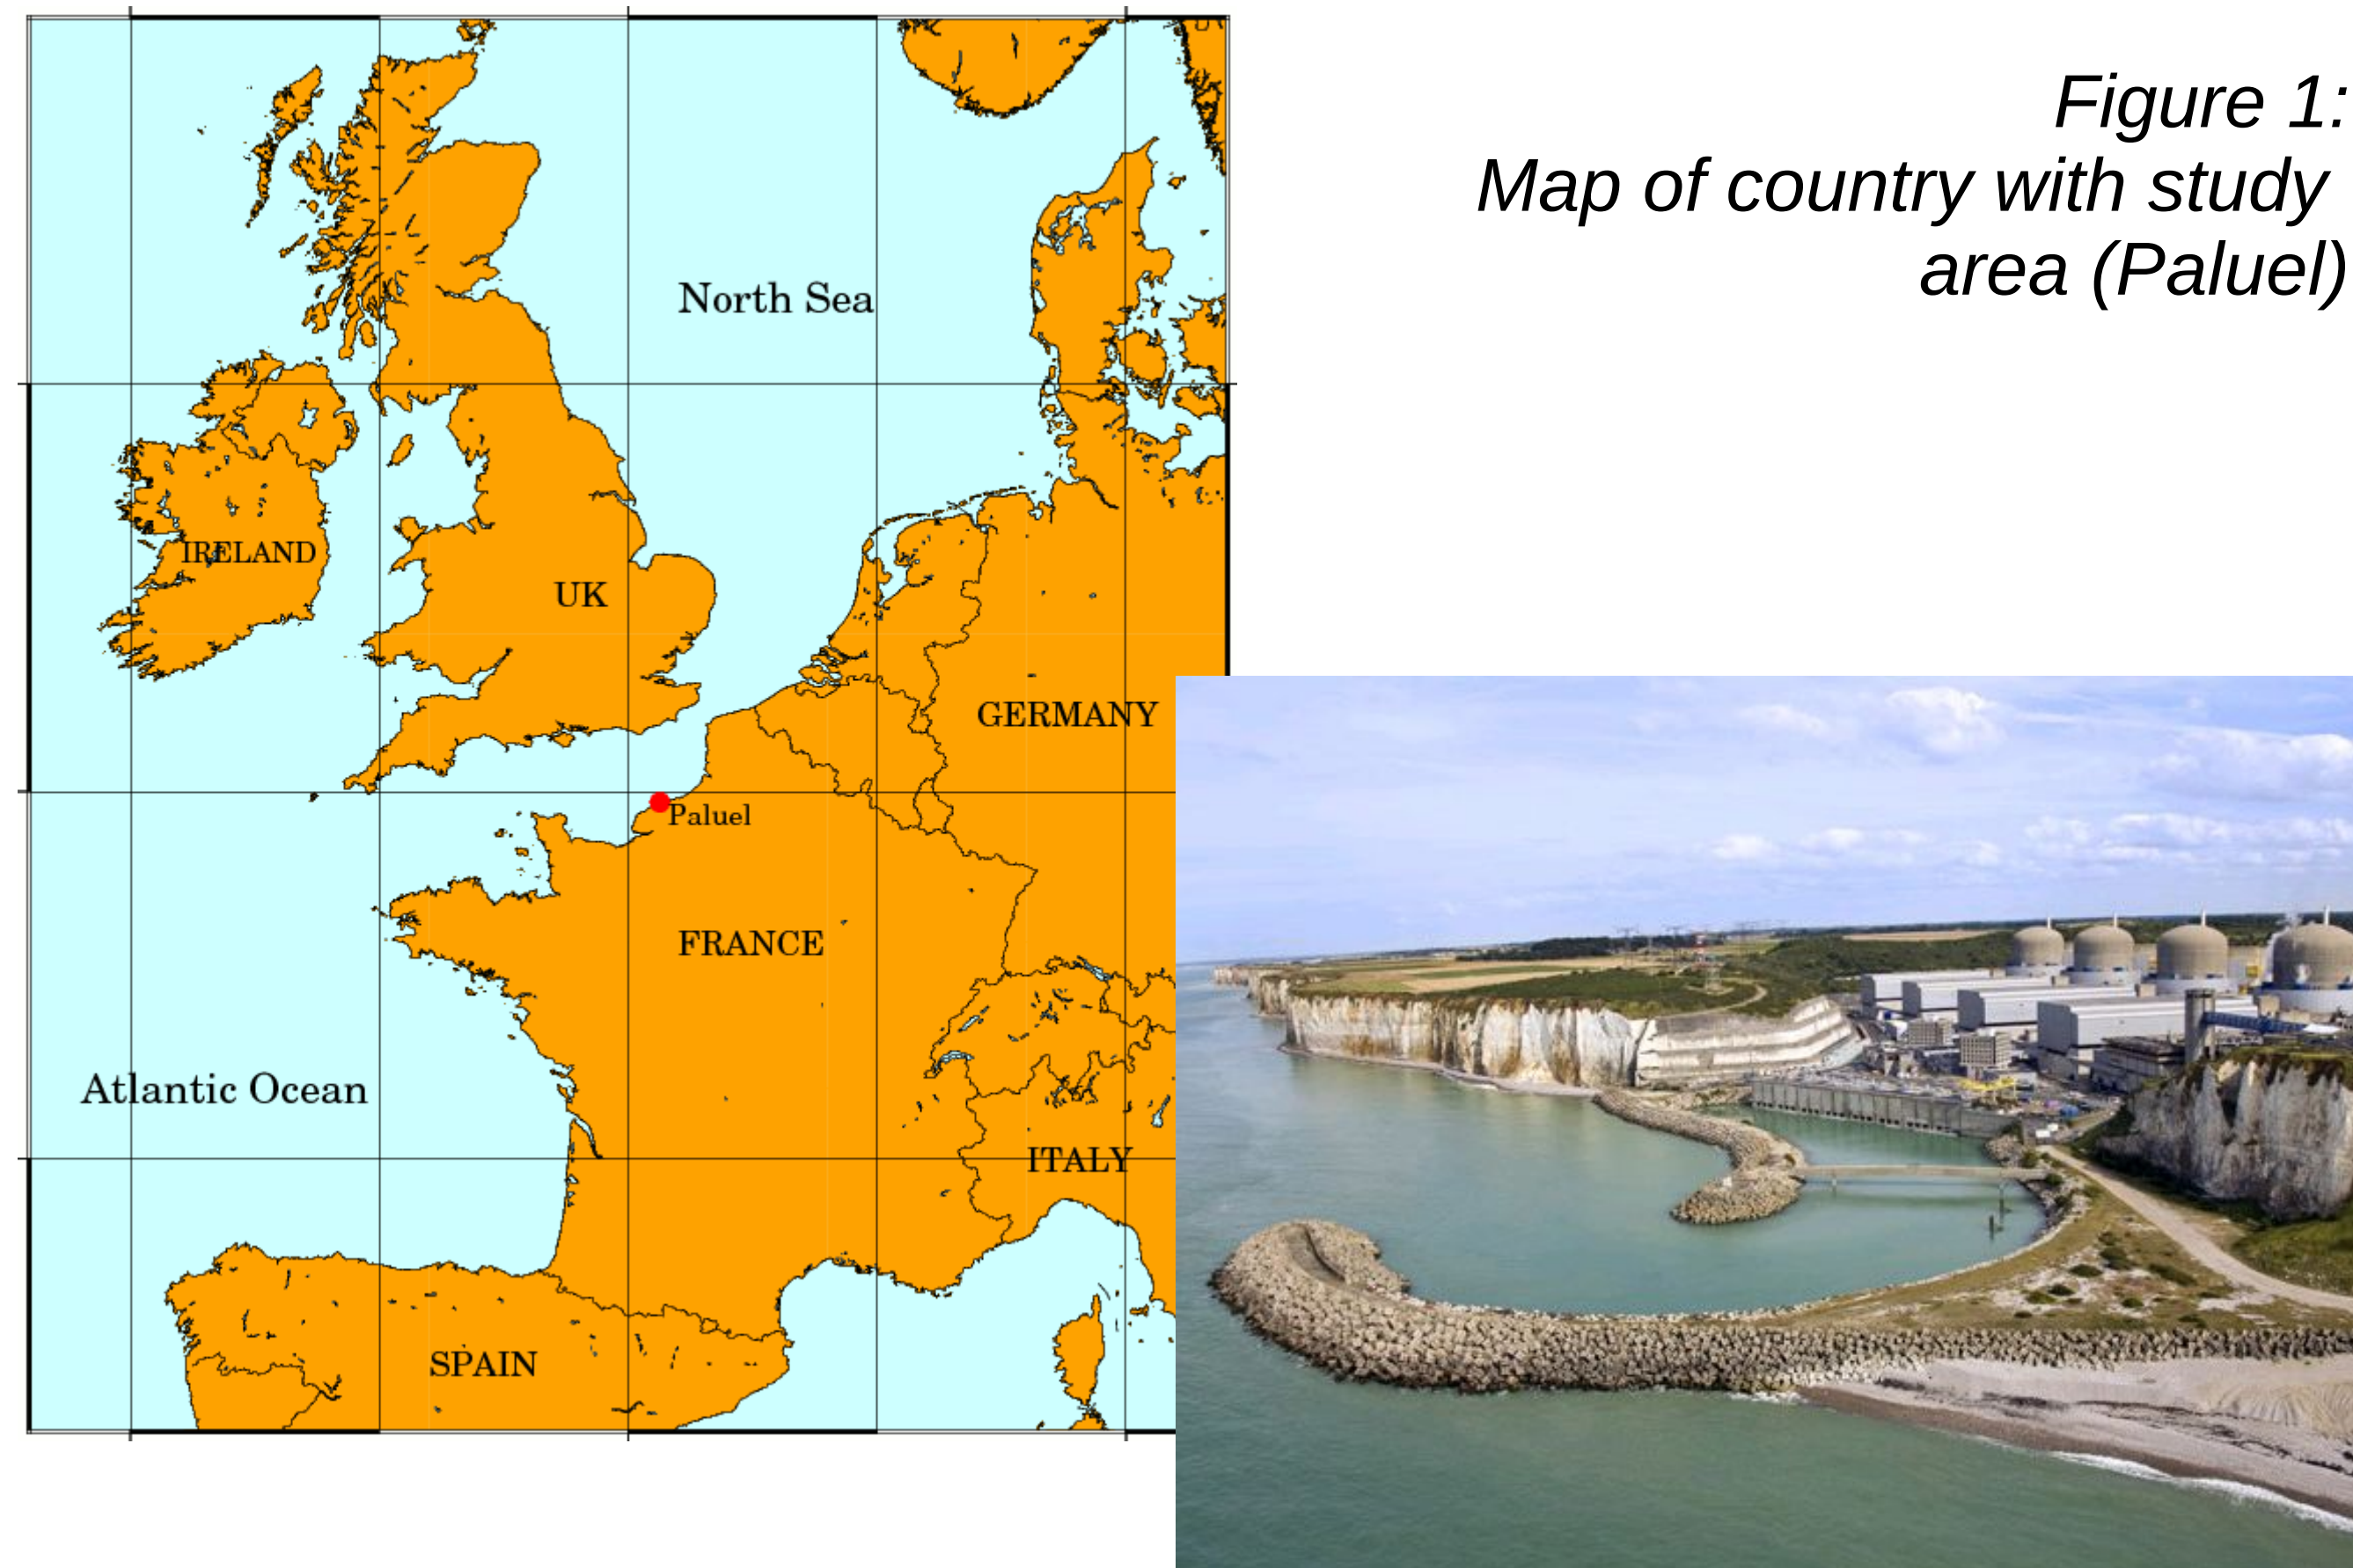 Figure 1:
Map of country with study
area (Paluel)
North Sea
IRELAND
UK
GERMANY
Paluel
FRANCE
Atlantic Ocean
ITALY
SPAIN